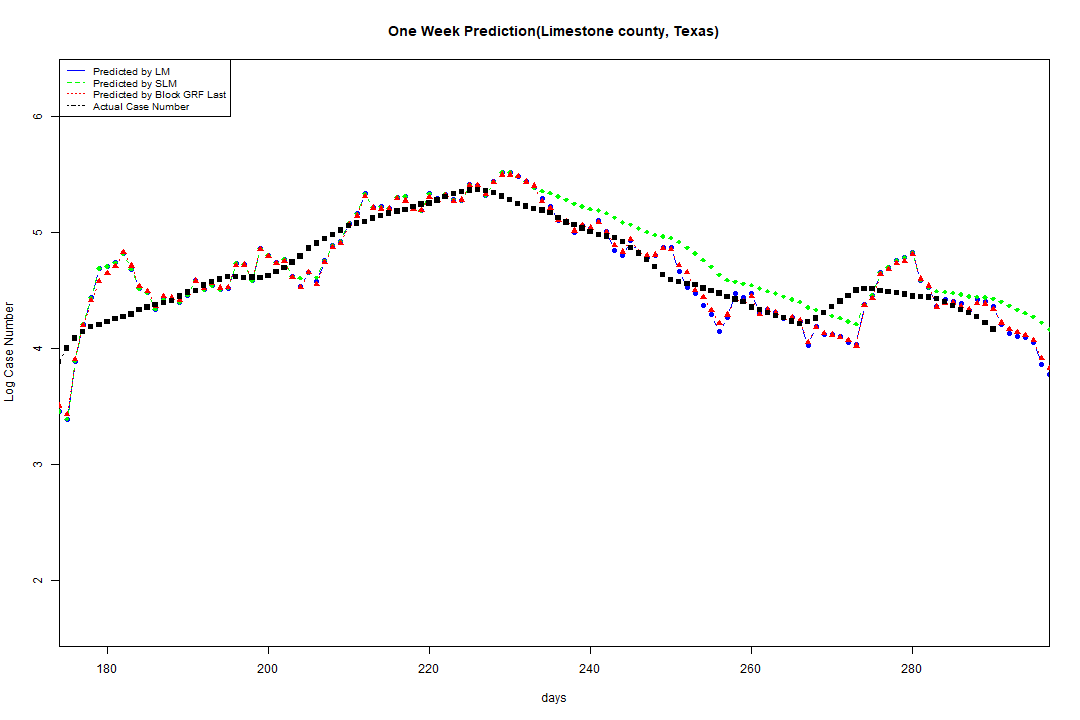 One Week Prediction(Limestone county, Texas)
Predicted by LM
Predicted by SLM
Predicted by Block GRF Last
Actual Case Number
6
5
4
3
2
Log Case Number
180 200 220 240 260 280
days